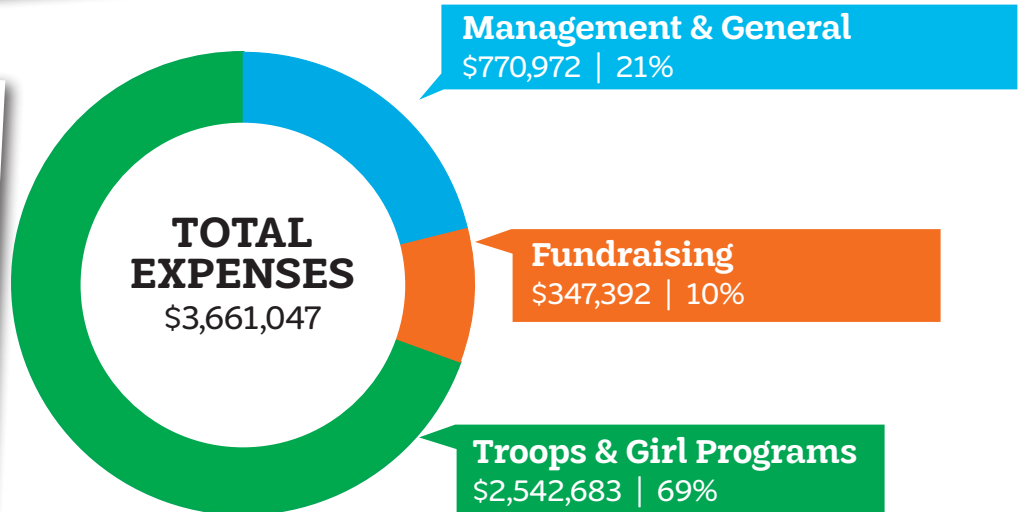 Management & General
$770,972 | 21%
TOTAL
EXPENSES
$3,661,047
Fundraising
$347,392 | 10%
Troops & Girl Programs
$2,542,683 | 69%